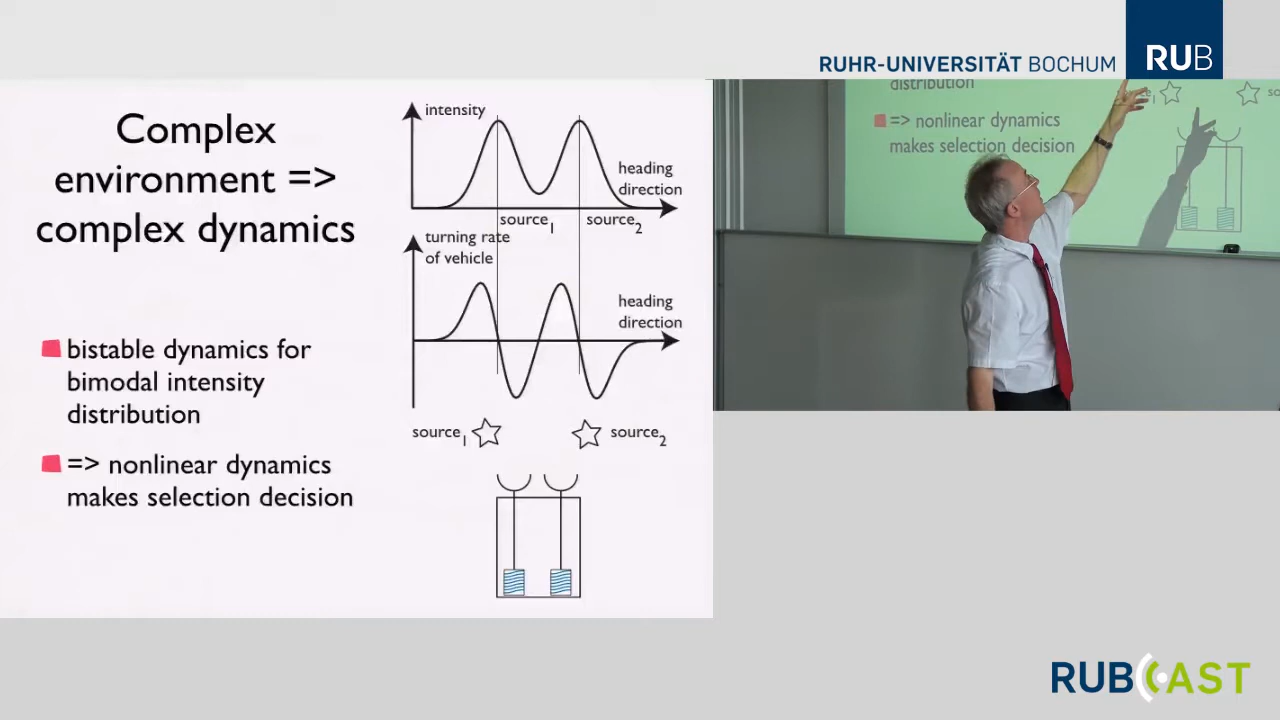 RUHR-UNIVERSITÄT BOCHUM
RUB
Complex
environment =>
complex dynamics
bistable dynamics for
bimodal intensity
distribution
=> nonlinear dynamics
makes selection decision
intensity
heading
direction
source1
source2
turning rate
of vehicle
heading
direction
source1
source2
distribution
=> nonlinear dynamics
makes selection decision
RUBCAST